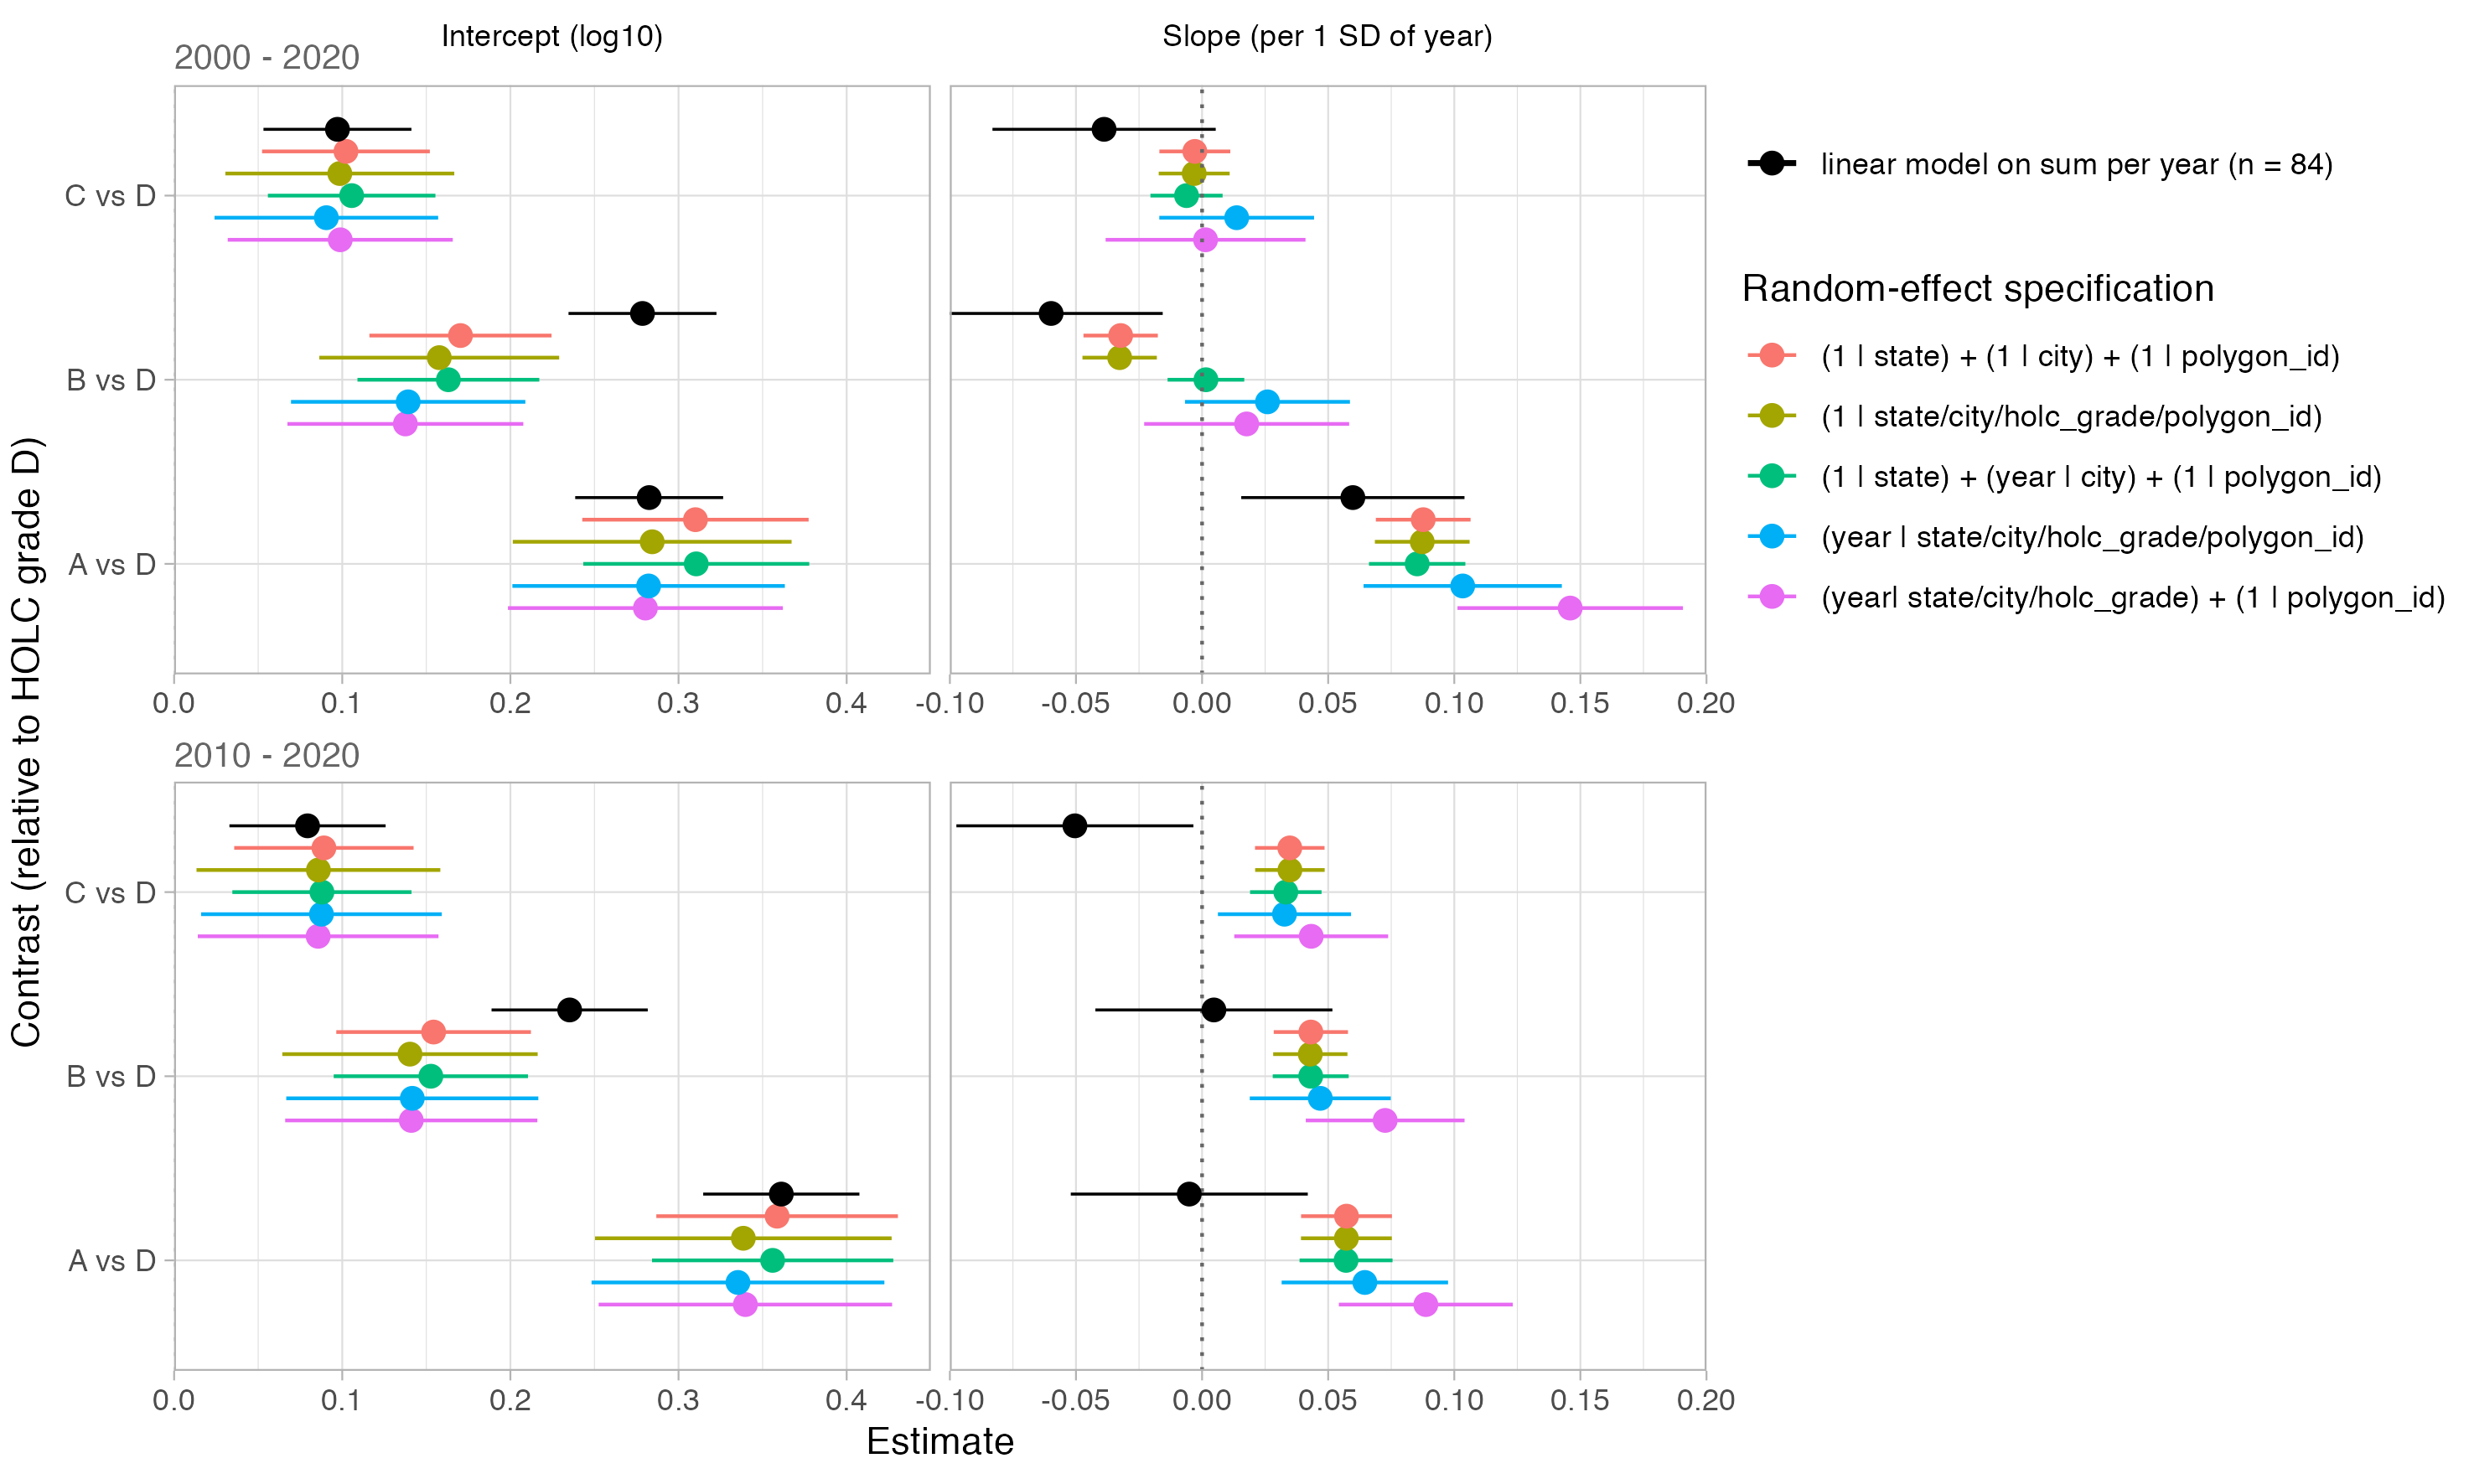 Intercept (log10)
Slope (per 1 SD of year)
2000 - 2020
C vs D
B vs D
A vs D
0.0 0.1 0.2 0.3 0.4
-0.10 -0.05 0.00 0.05 0.10 0.15 0.20
2010 - 2020
C vs D
B vs D
A vs D
0.0 0.1 0.2 0.3 0.4
-0.10 -0.05 0.00 0.05 0.10 0.15 0.20
Estimate
Contrast (relative to HOLC grade D)
linear model on sum per year (n = 84)
Random-effect specification
(1 | state) + (1 | city) + (1 | polygon_id)
(1 | state/city/holc_grade/polygon_id)
(1 | state) + (year | city) + (1 | polygon_id)
(year | state/city/holc_grade/polygon_id)
(year| state/city/holc_grade) + (1 | polygon_id)